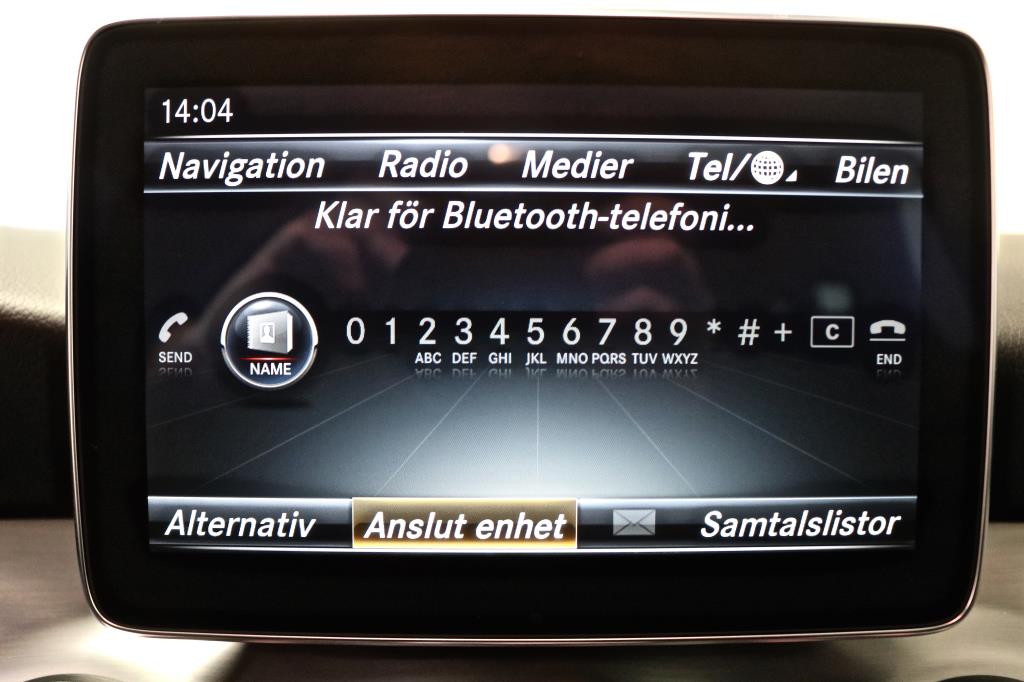 14:04
Navigation Radio Medier Tel/ Bilen
Klar för Bluetooth-telefoni...
0 1 2 3 4 5 6 7 8 9 * # + C
SEND NAME ABC DEF GHI JKL MNO PQRS TUV WXYZ END
Alternativ Anslut enhet Samtalslistor